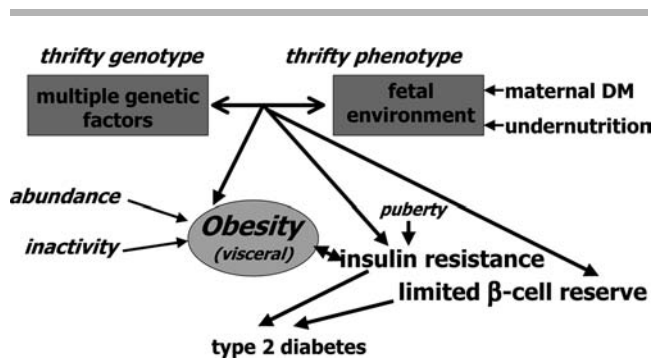 thrifty genotype
thrifty phenotype
multiple genetic
factors
fetal
environment
maternal DM
undernutrition
abundance
inactivity
Obesity
(visceral)
puberty
insulin resistance
limited β-cell reserve
type 2 diabetes